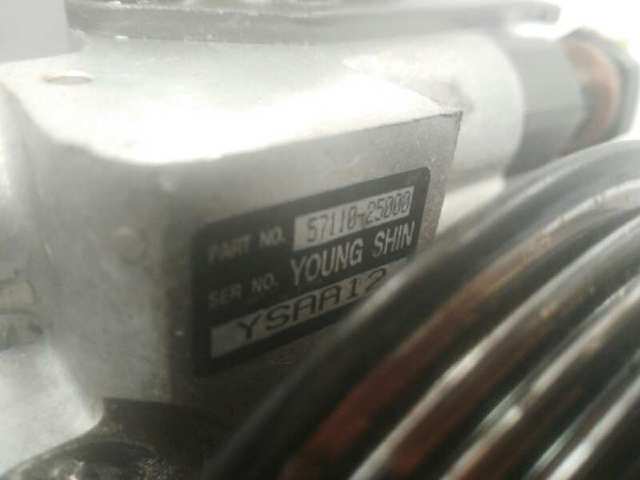 PART NO. 57110-25000
SER NO. YOUNG SHIN
YSAA12